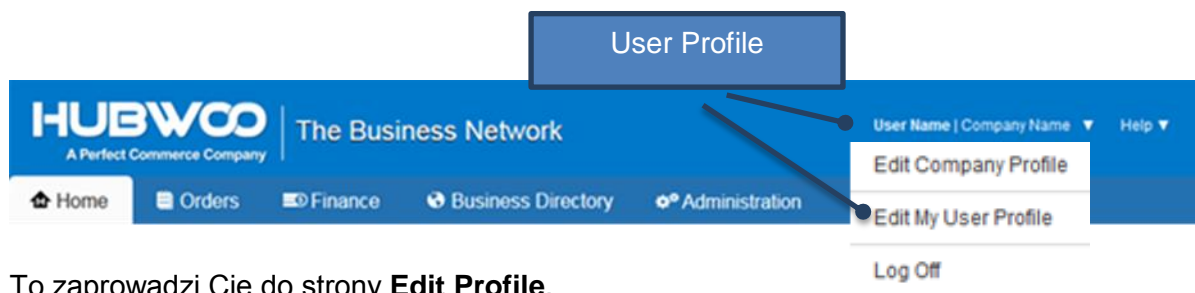 User Profile
HUBWOO
The Business Network
A Perfect Commerce Company
User Name | Company Name ▼ Help ▼
Edit Company Profile
Home Orders Finance Business Directory Administration
Edit My User Profile
Log Off
To zaprowadzi Cię do strony Edit Profile.